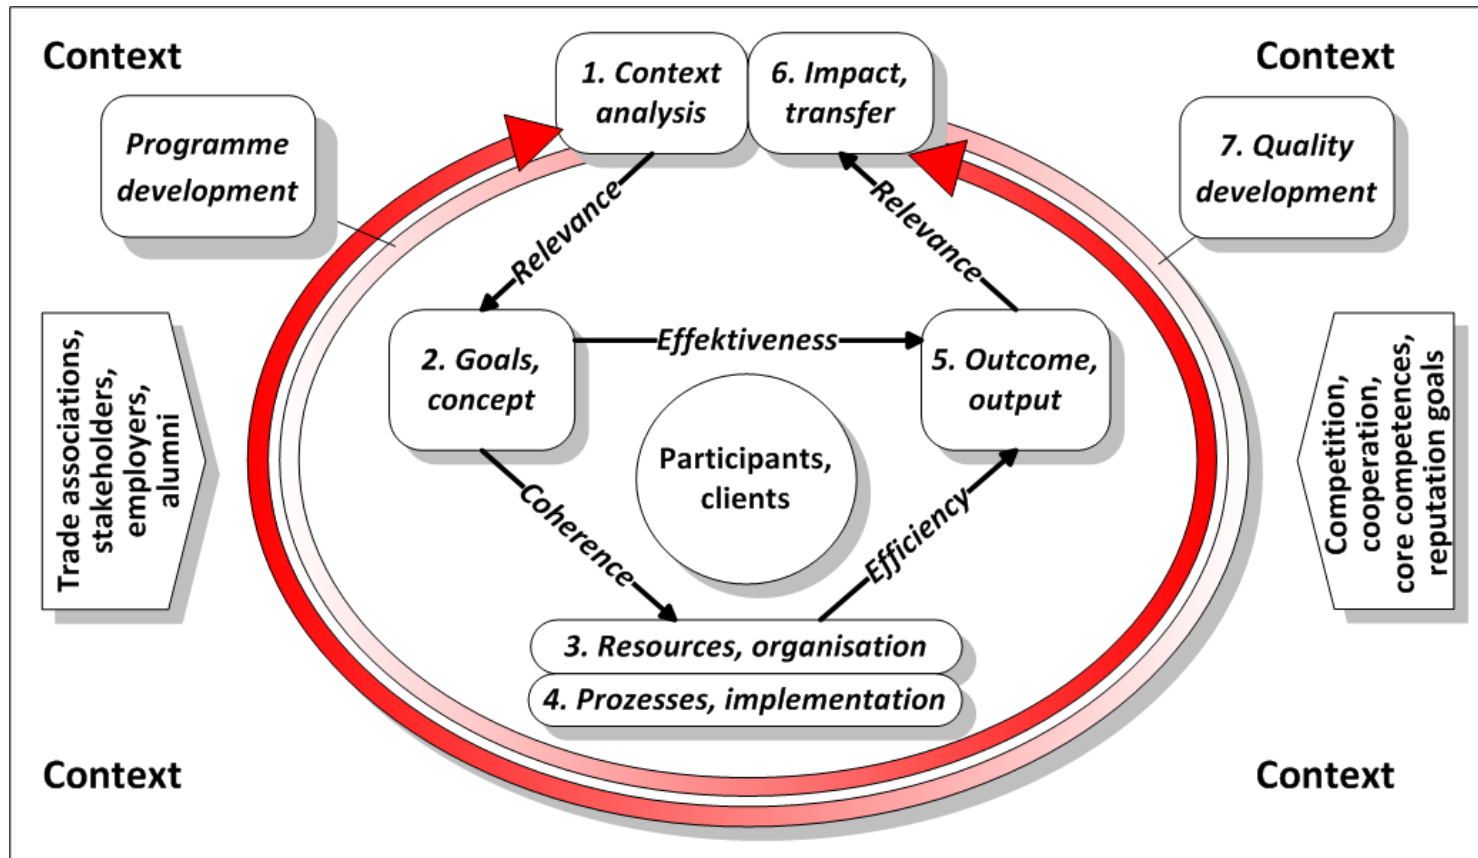 Context
Context
1. Context
analysis
6. Impact,
transfer
Programme
development
7. Quality
development
Relevance
Relevance
2. Goals,
concept
Effektiveness
5. Outcome,
output
Trade associations,
stakeholders,
employers,
alumni
Participants,
clients
Competition,
cooperation,
core competences,
reputation goals
Coherence
Efficiency
3. Resources, organisation
4. Prozesses, implementation
Context
Context